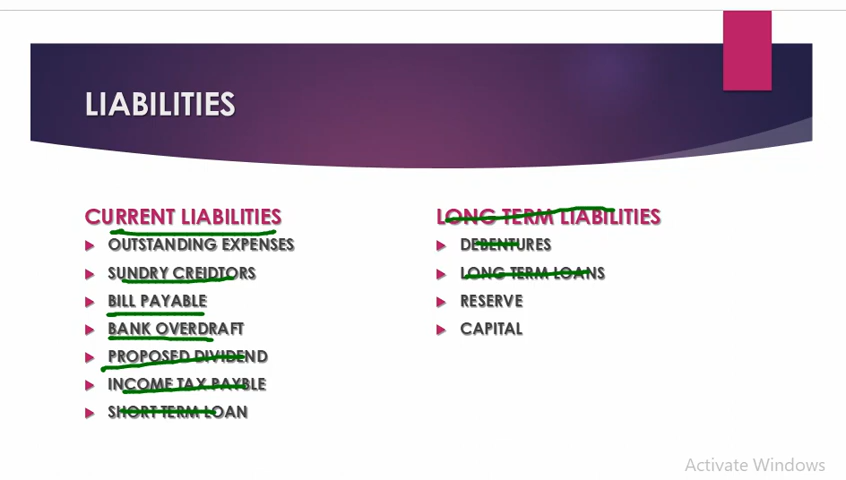 LIABILITIES
CURRENT LIABILITIES
OUTSTANDING EXPENSES
SUNDRY CREIDTORS
BILL PAYABLE
BANK OVERDRAFT
PROPOSED DIVIDEND
INCOME TAX PAYBLE
SHORT TERM LOAN
LONG TERM LIABILITIES
DEBENTURES
LONG TERM LOANS
RESERVE
CAPITAL
Activate Windows